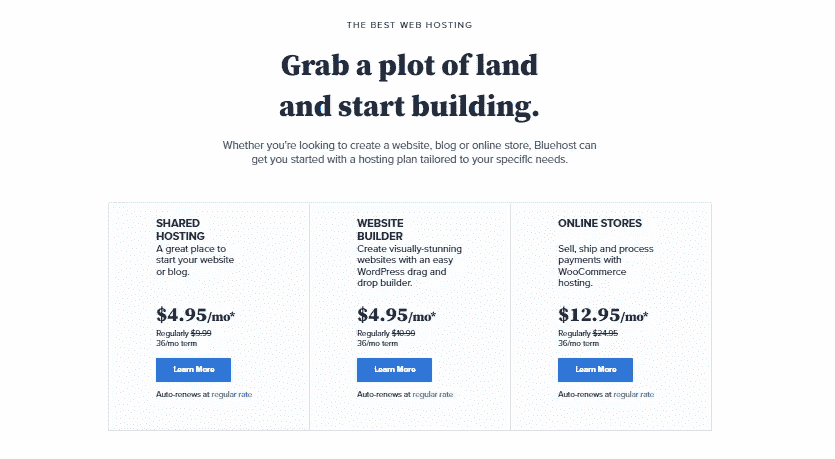 THE BEST WEB HOSTING
Grab a plot of land
and start building.
Whether you're looking to create a website, blog or online store, Bluehost can
get you started with a hosting plan tailored to your specific needs.
SHARED
HOSTING
A great place to
start your website
or blog.
$4.95/mo*
Regularly $9.99
36/mo term
Learn More
Auto-renews at regular rate
WEBSITE
BUILDER
Create visually-stunning
websites with an easy
WordPress drag and
drop builder.
$4.95/mo*
Regularly $10.99
36/mo term
Learn More
Auto-renews at regular rate
ONLINE STORES
Sell, ship and process
payments with
WooCommerce
hosting.
$12.95/mo*
Regularly $24.95
36/mo term
Learn More
Auto-renews at regular rate